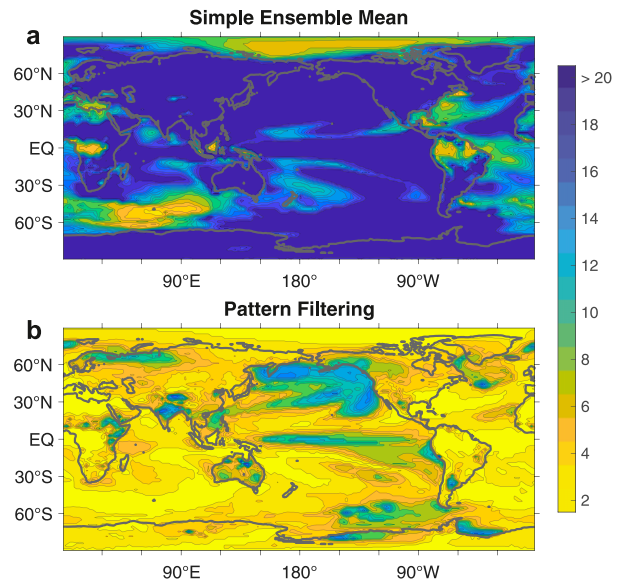 Simple Ensemble Mean
a
60°N
30°N
EQ
30°S
60°S
90°E 180° 90°W
Pattern Filtering
b
60°N
30°N
EQ
30°S
60°S
90°E 180° 90°W
> 20
18
16
14
12
10
8
6
4
2